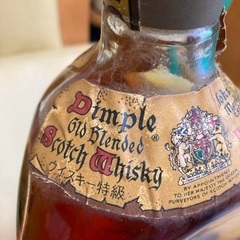 Dimple®
Old Blended
Scotch Whisky
ウイスキー特級
BY APPOINTMENT
TO HER MAJESTY
PURVEYORS OF SCOTCH